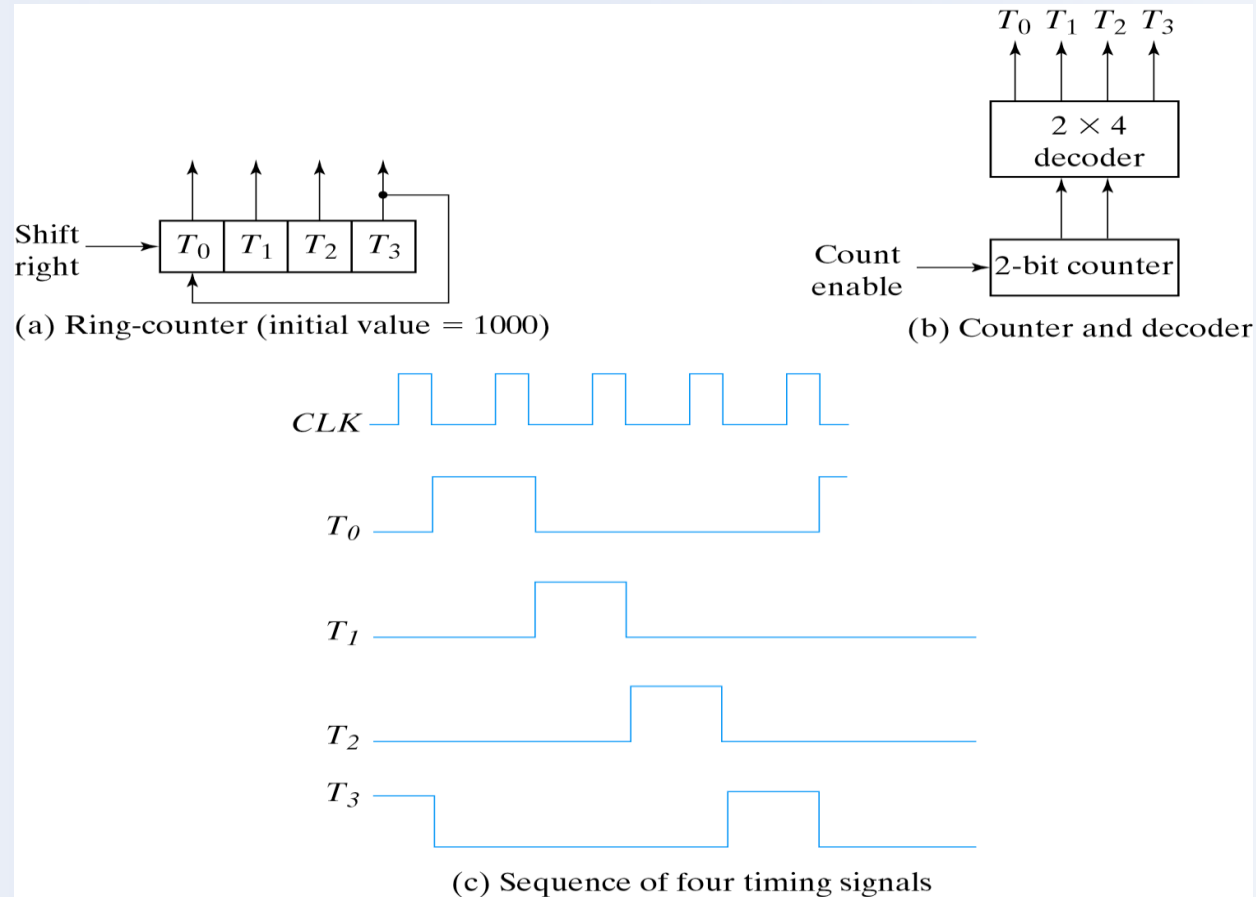 T0 T1 T2 T3
2 × 4
decoder
Shift
right
T0 T1 T2 T3
Count
enable
2-bit counter
(a) Ring-counter (initial value = 1000)
(b) Counter and decoder
CLK
T0
T1
T2
T3
(c) Sequence of four timing signals